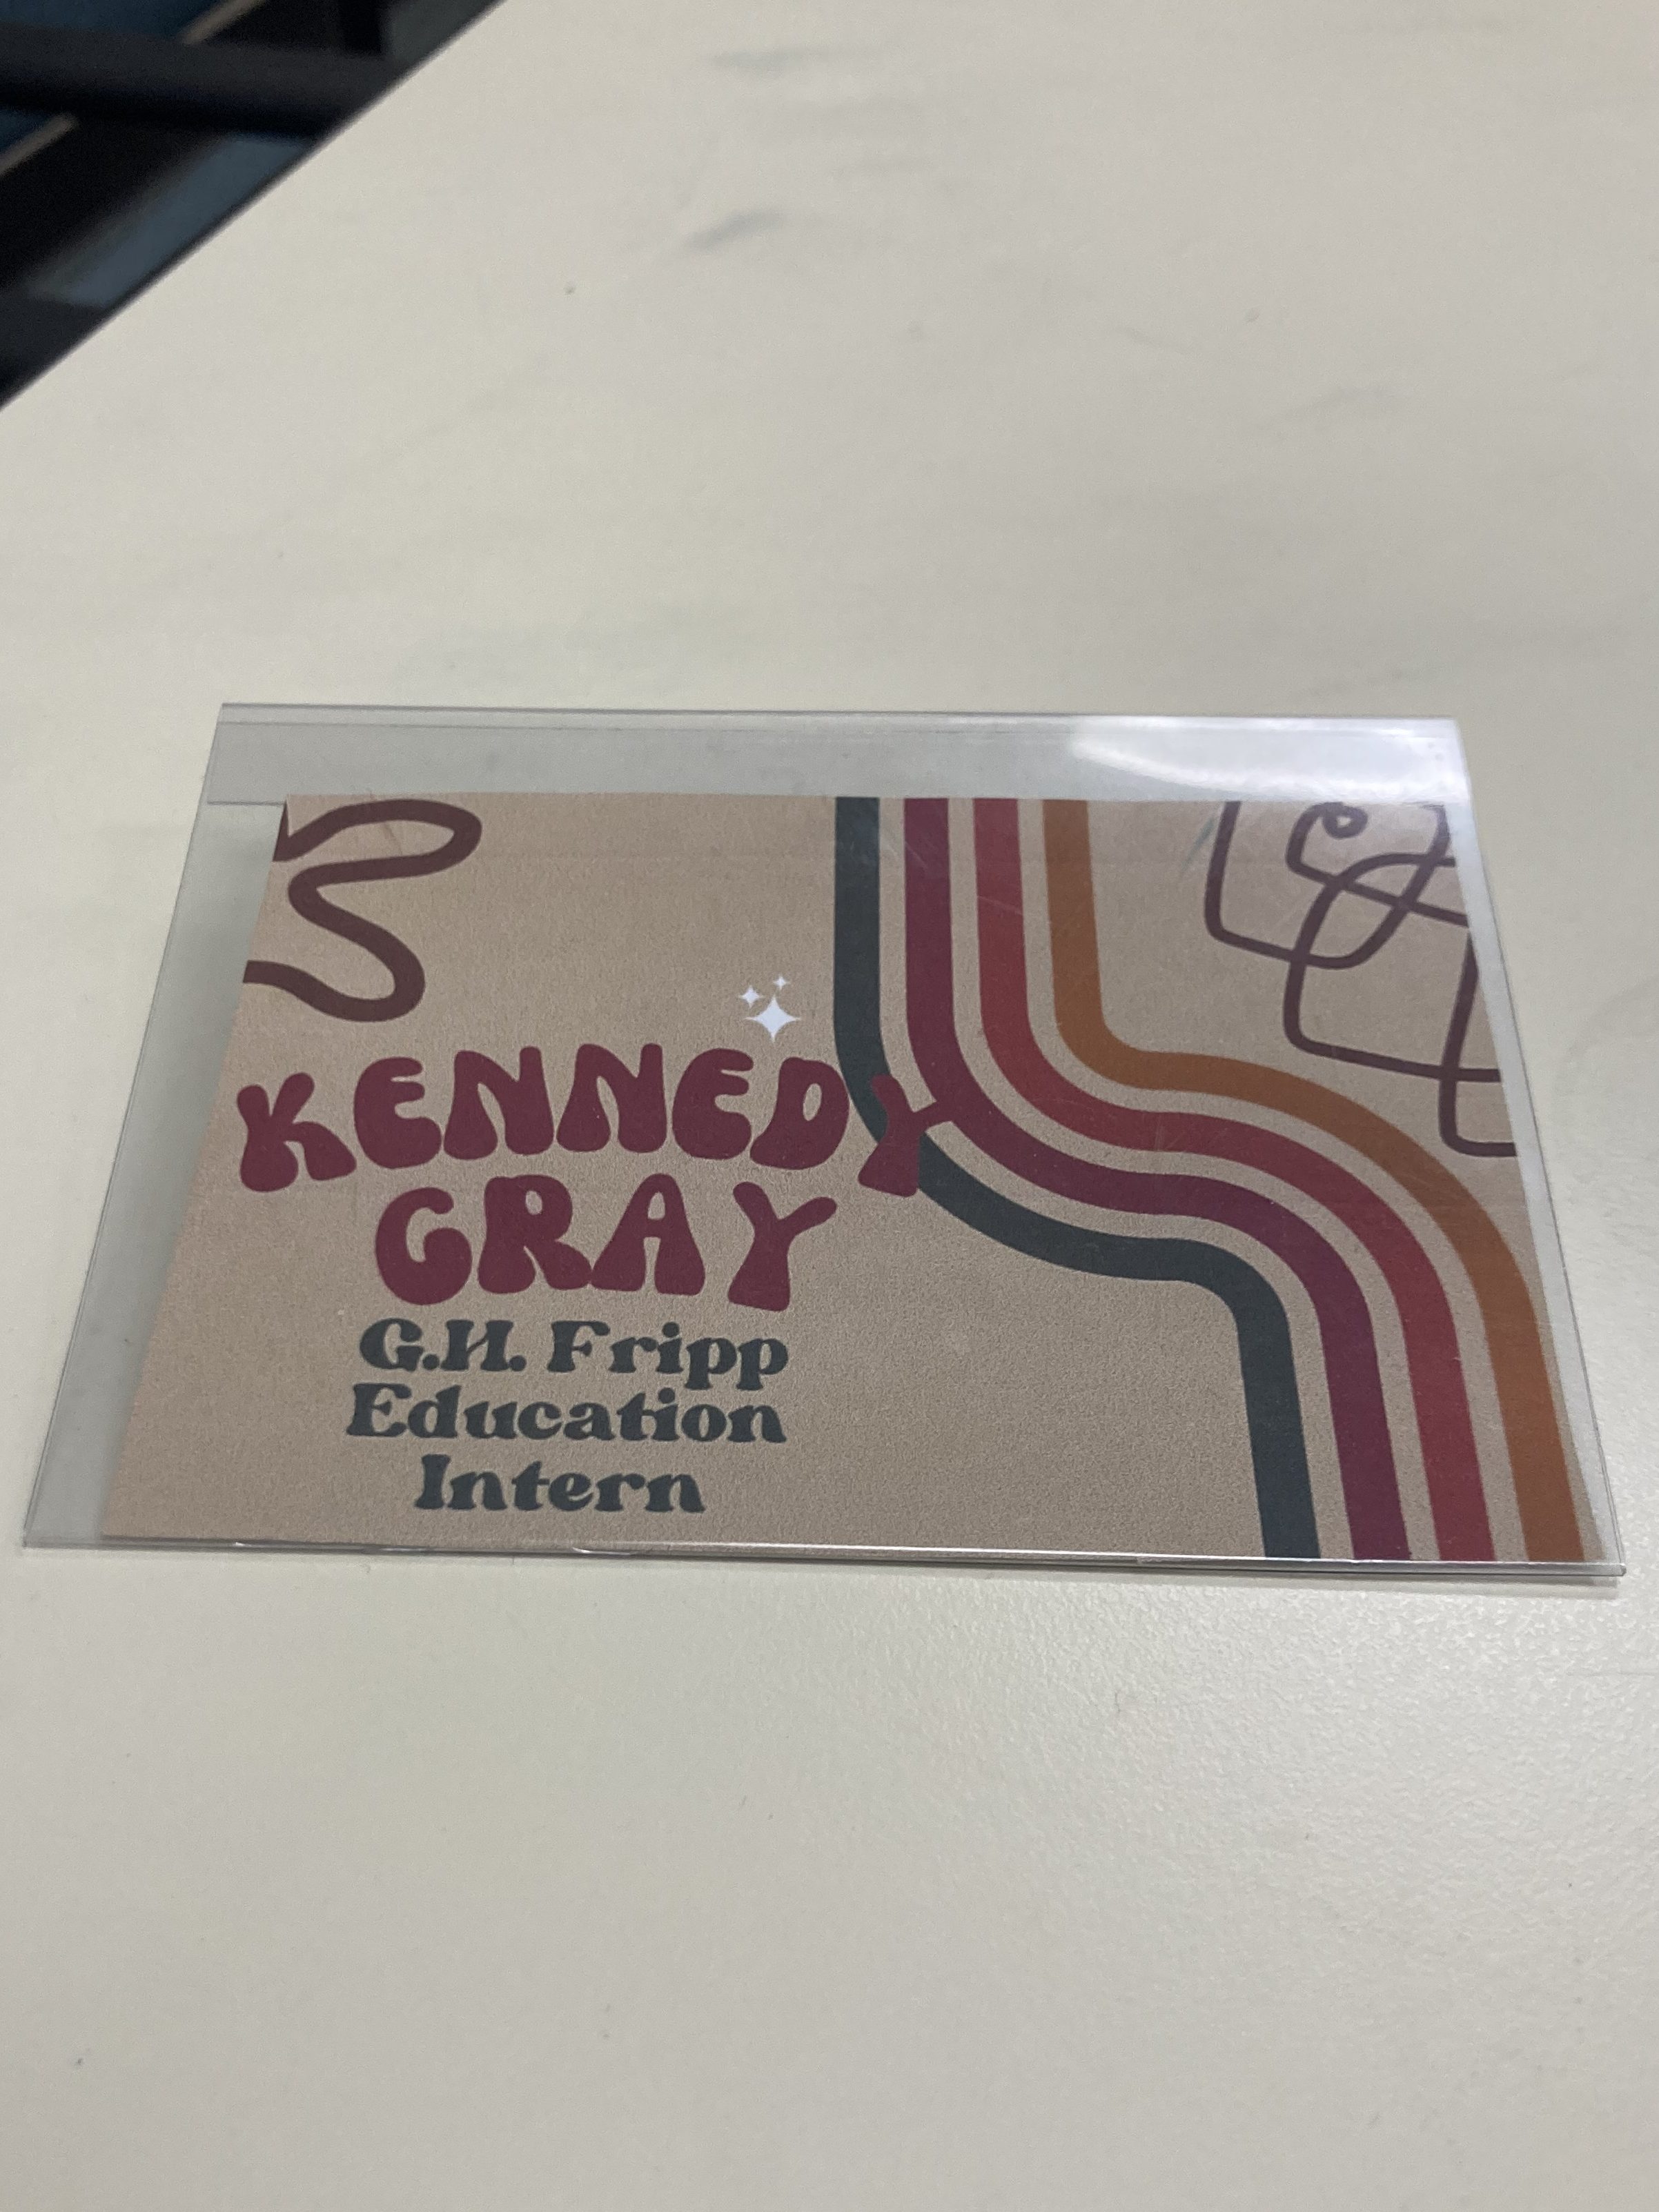 KENNEDY
GRAY
G.H. Fripp
Education
Intern